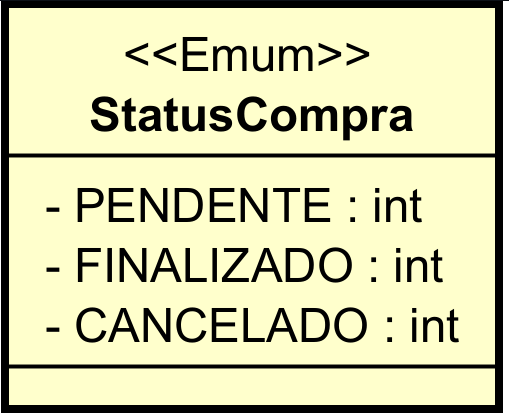 <<Emum>>
StatusCompra
- PENDENTE : int
- FINALIZADO : int
- CANCELADO : int